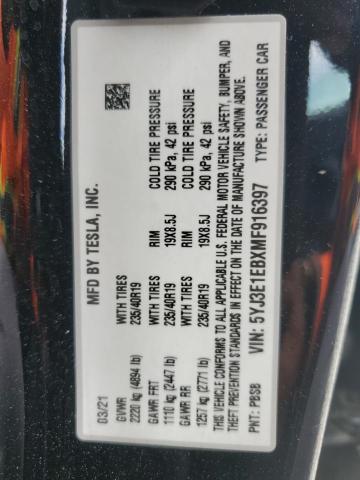 MFD BY TESLA, INC.
03/21
GVWR WITH TIRES RIM COLD TIRE PRESSURE
2220 kg (4894 lb) 235/40R19 19X8.5J 290 kPa, 42 psi
GAWR FRT WITH TIRES RIM COLD TIRE PRESSURE
1110 kg (2447 lb) 235/40R19 19X8.5J 290 kPa, 42 psi
GAWR RR
1257 kg (2771 lb) 235/40R19
THIS VEHICLE CONFORMS TO ALL APPLICABLE U.S. FEDERAL MOTOR VEHICLE SAFETY, BUMPER, AND
THEFT PREVENTION STANDARDS IN EFFECT ON THE DATE OF MANUFACTURE SHOWN ABOVE.
PNT: PBSB VIN: 5YJ3E1EBXMF916397 TYPE: PASSENGER CAR